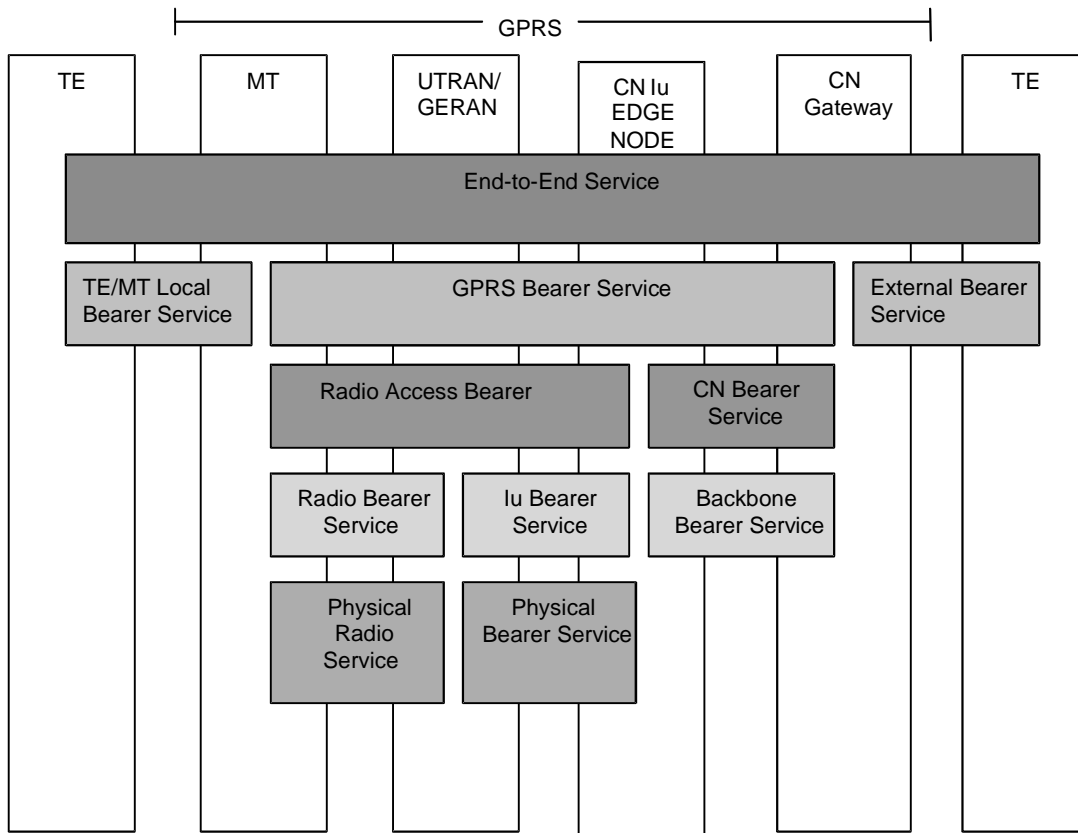 GPRS
TE
MT
UTRAN/
GERAN
CN Iu
EDGE
NODE
CN
Gateway
TE
End-to-End Service
TE/MT Local
Bearer Service
GPRS Bearer Service
External Bearer
Service
Radio Access Bearer
CN Bearer
Service
Radio Bearer
Service
Iu Bearer
Service
Backbone
Bearer Service
Physical
Radio
Service
Physical
Bearer Service